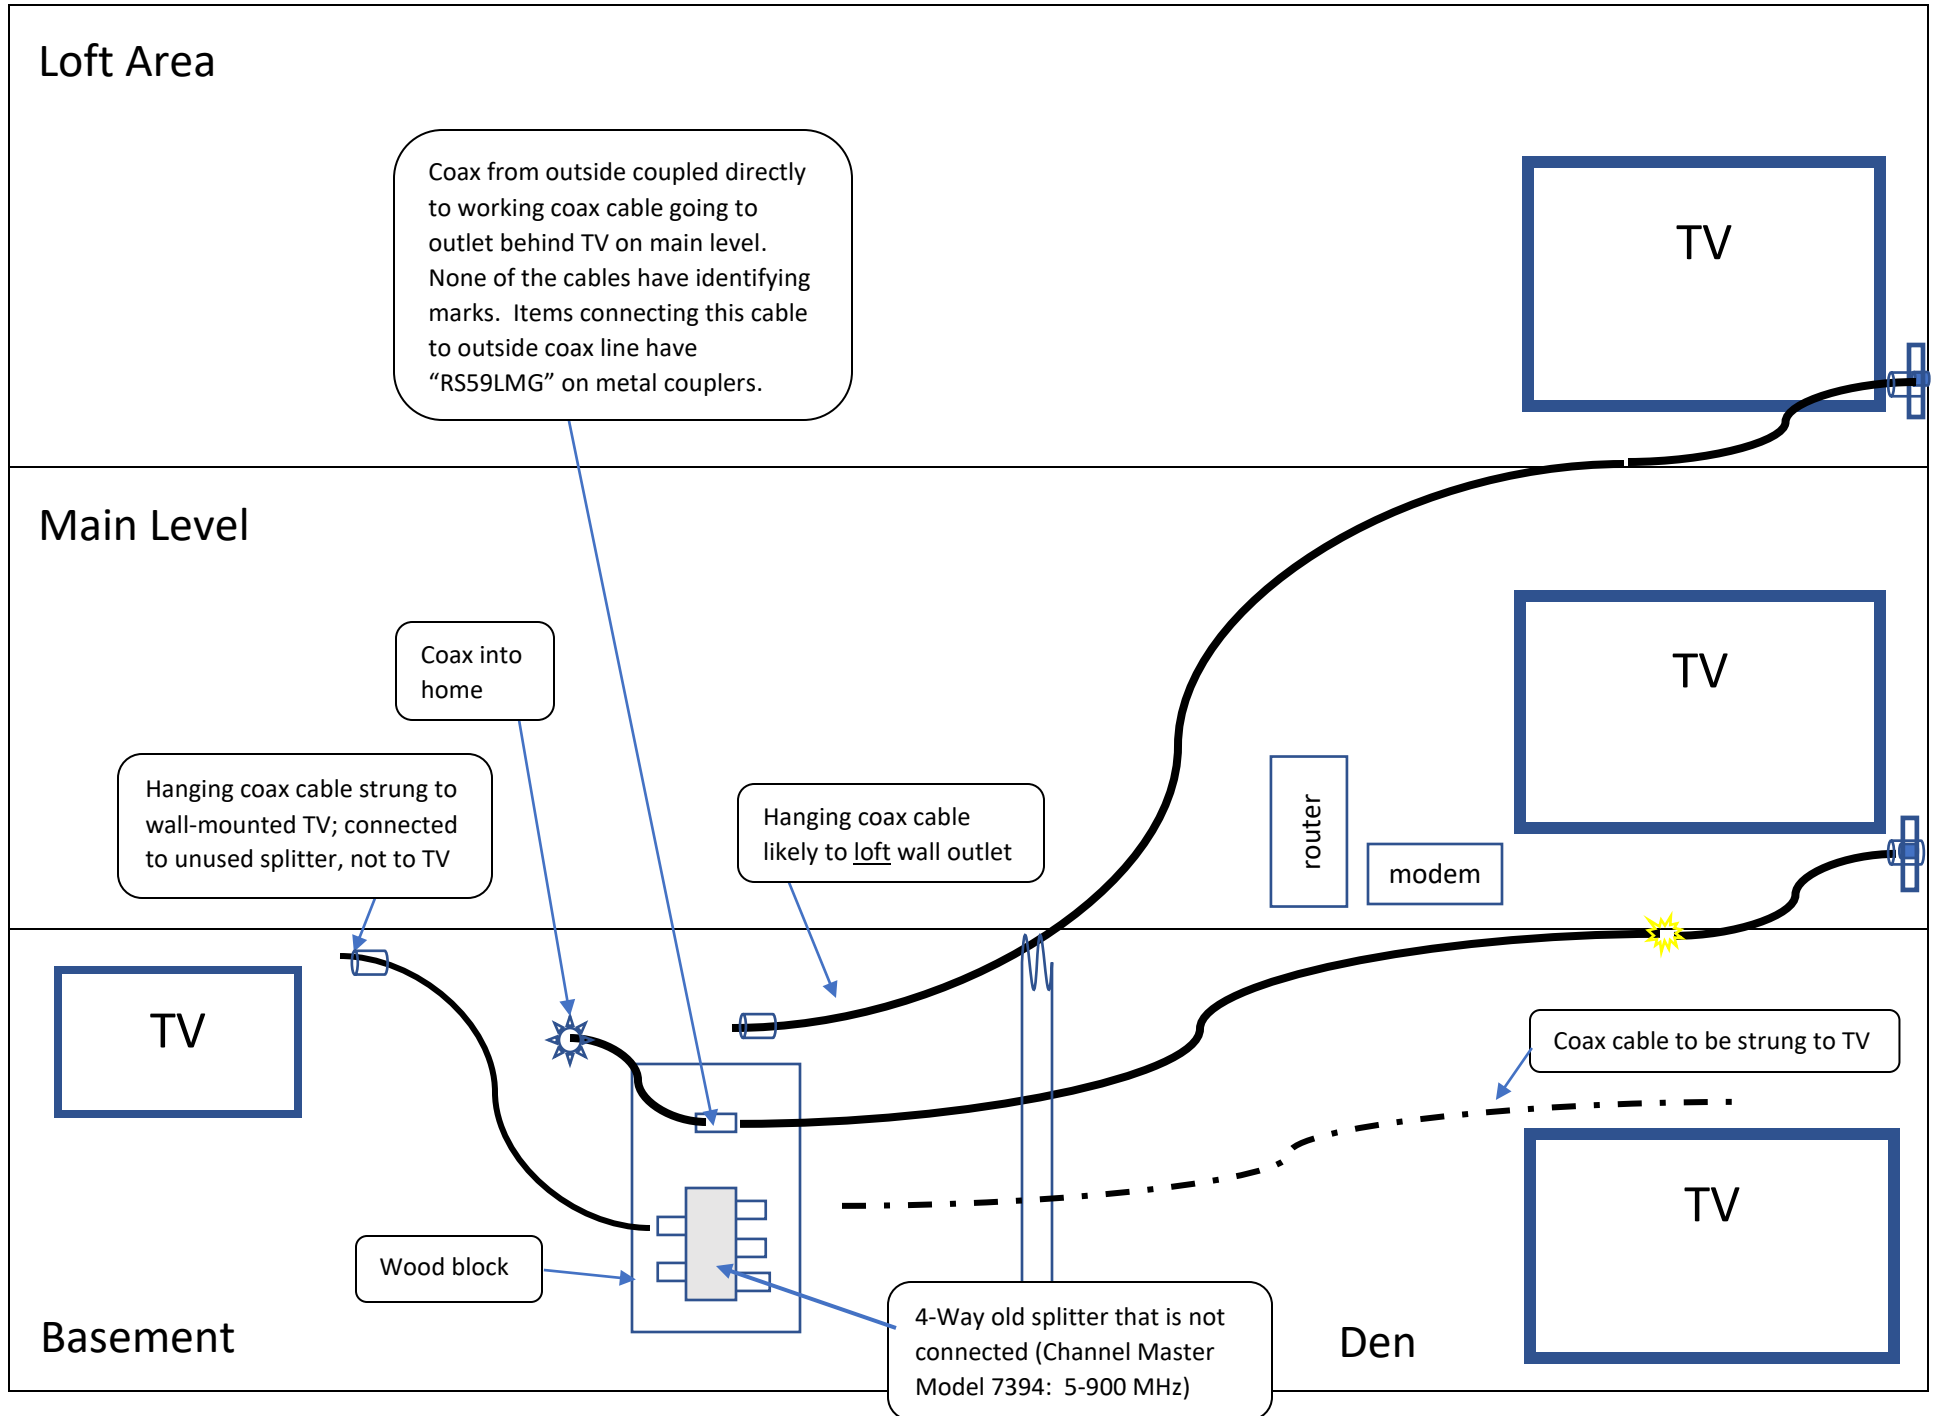 Loft Area
Coax from outside coupled directly
to working coax cable going to
outlet behind TV on main level.
None of the cables have identifying
marks.  Items connecting this cable
to outside coax line have
“RS59LMG” on metal couplers.
TV
Main Level
Coax into
home
TV
Hanging coax cable strung to
wall-mounted TV; connected
to unused splitter, not to TV
Hanging coax cable
likely to loft wall outlet
router
modem
TV
Coax cable to be strung to TV
TV
Wood block
4-Way old splitter that is not
connected (Channel Master
Model 7394:  5-900 MHz)
Basement
Den